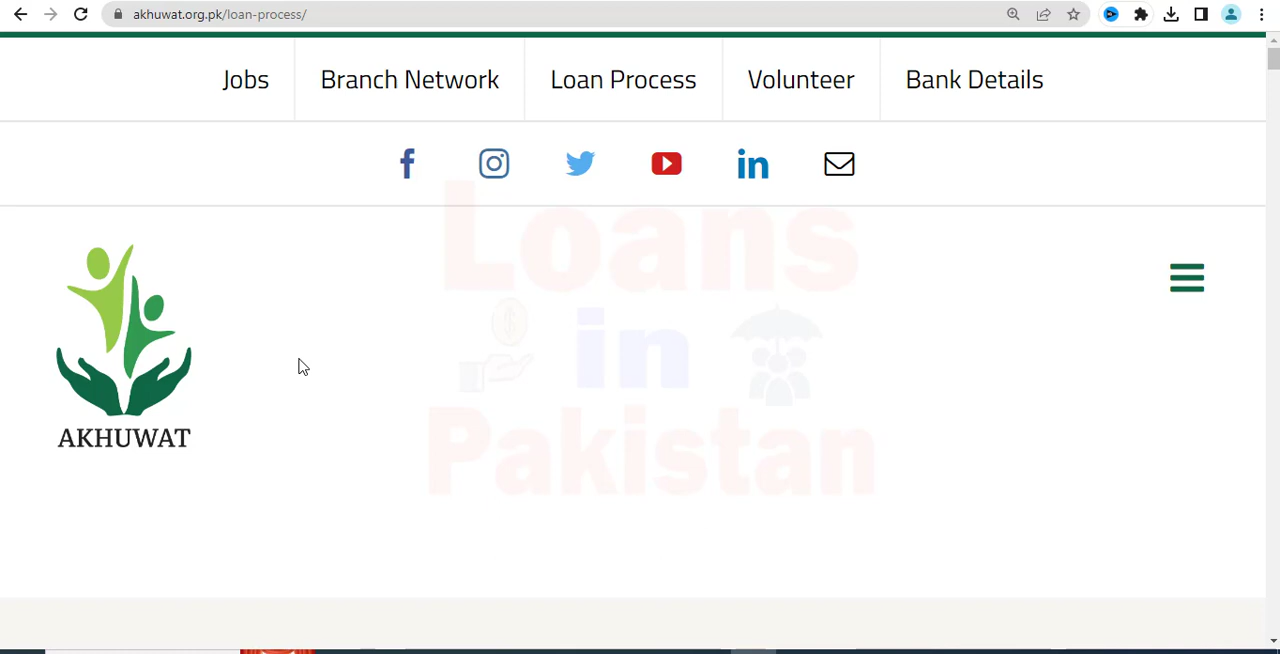 akhuwat.org.pk/loan-process/
Jobs Branch Network Loan Process Volunteer Bank Details
Loans
in
Pakistan
AKHUWAT